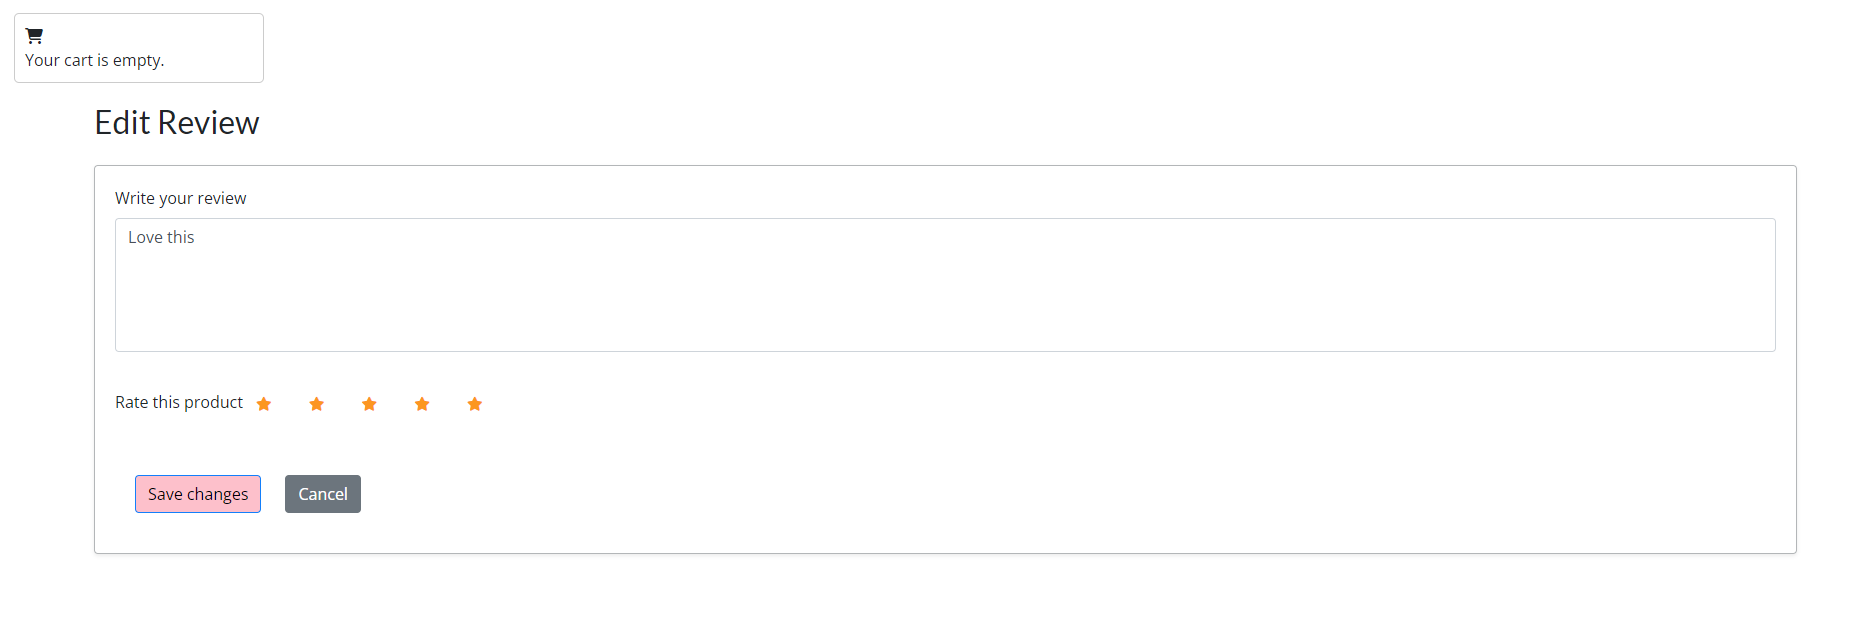 Your cart is empty.
Edit Review
Write your review
Love this
Rate this product
Save changes Cancel